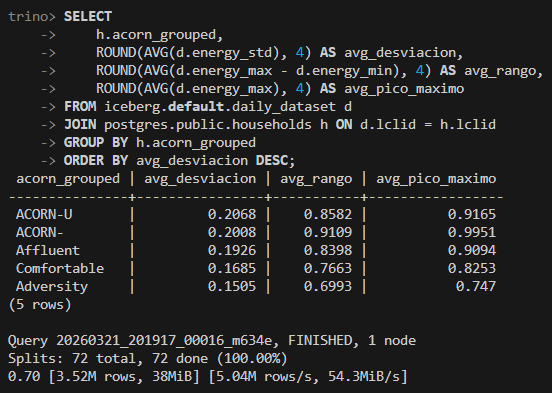 trino> SELECT
    ->     h.acorn_grouped,
    ->     ROUND(AVG(d.energy_std), 4) AS avg_desviacion,
    ->     ROUND(AVG(d.energy_max - d.energy_min), 4) AS avg_rango,
    ->     ROUND(AVG(d.energy_max), 4) AS avg_pico_maximo
    -> FROM iceberg.default.daily_dataset d
    -> JOIN postgres.public.households h ON d.lclid = h.lclid
    -> GROUP BY h.acorn_grouped
    -> ORDER BY avg_desviacion DESC;
 acorn_grouped | avg_desviacion | avg_rango | avg_pico_maximo
---------------+----------------+-----------+-----------------
 ACORN-U       |         0.2068 |    0.8582 |          0.9165
 ACORN-        |         0.2008 |    0.9109 |          0.9951
 Affluent      |         0.1926 |    0.8398 |          0.9094
 Comfortable   |         0.1685 |    0.7663 |          0.8253
 Adversity     |         0.1505 |    0.6993 |           0.747
(5 rows)

Query 20260321_201917_00016_m634e, FINISHED, 1 node
Splits: 72 total, 72 done (100.00%)
0.70 [3.52M rows, 38MiB] [5.04M rows/s, 54.3MiB/s]